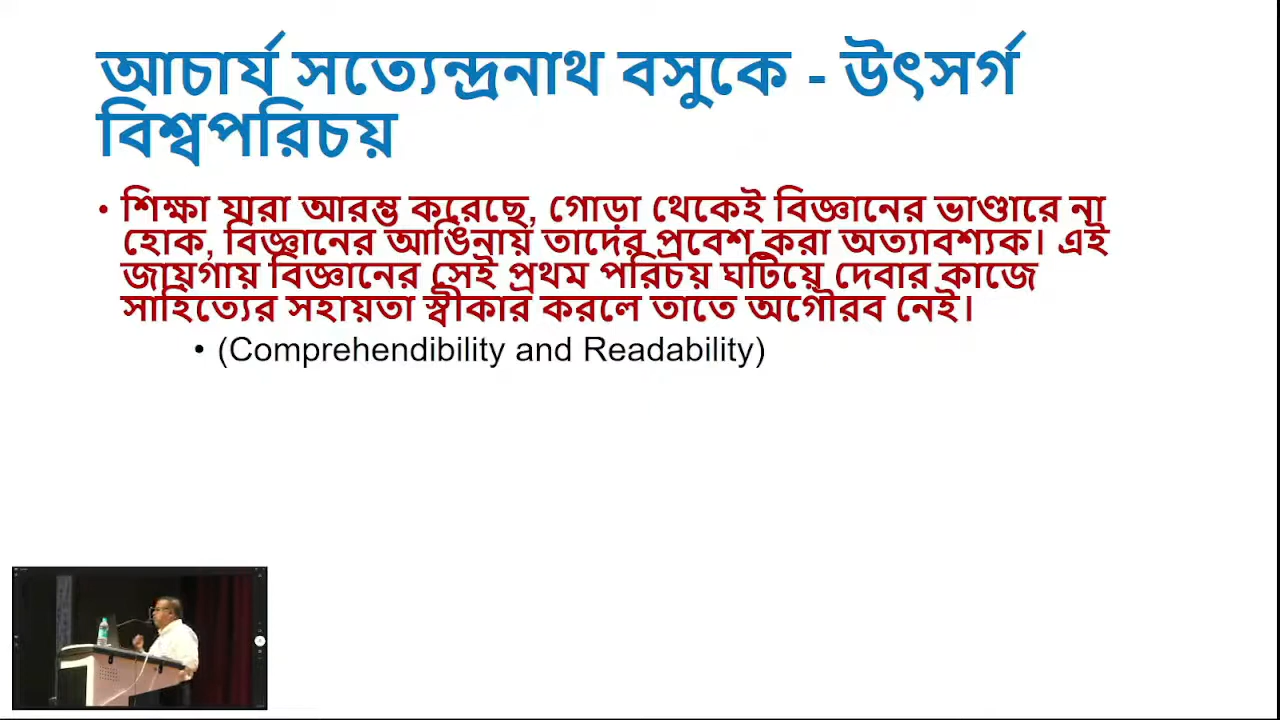 আচার্য সত্যেন্দ্রনাথ বসুকে - উৎসর্গ
বিশ্বপরিচয়
• শিক্ষা যারা আরম্ভ করেছে, গোড়া থেকেই বিজ্ঞানের ভাণ্ডারে না
হোক, বিজ্ঞানের আঙিনায় তাদের প্রবেশ করা অত্যাবশ্যক। এই
জায়গায় বিজ্ঞানের সেই প্রথম পরিচয় ঘটিয়ে দেবার কাজে
সাহিত্যের সহায়তা স্বীকার করলে তাতে অগৌরব নেই।
• (Comprehendibility and Readability)